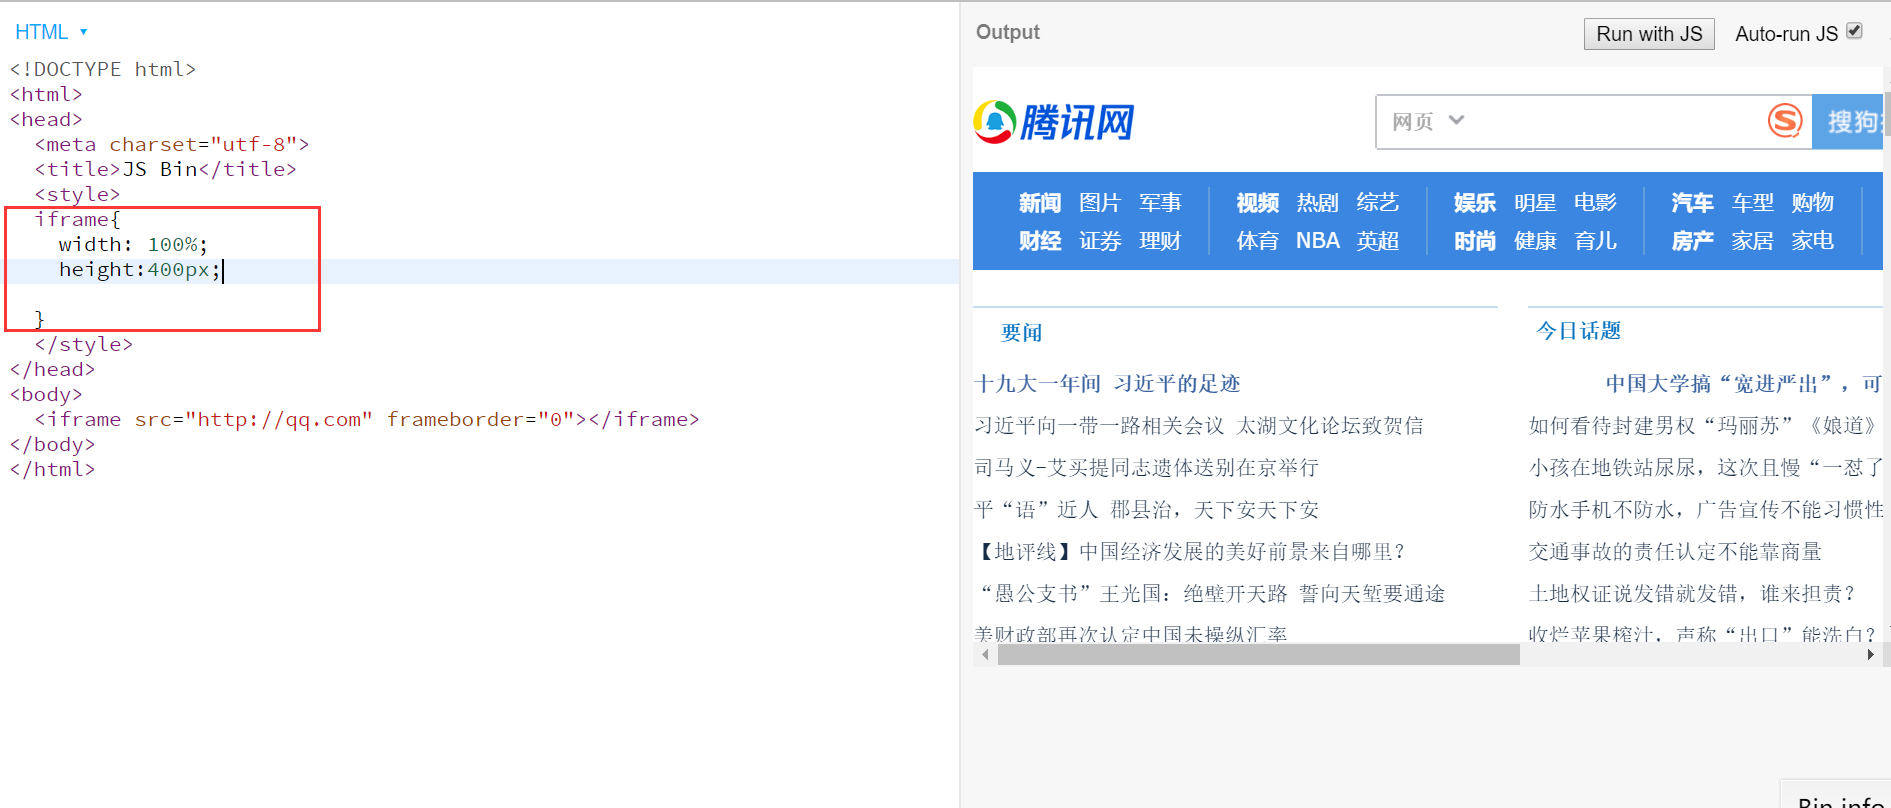 HTML
<!DOCTYPE html>
<html>
<head>
<meta charset="utf-8">
<title>JS Bin</title>
<style>
iframe{
width: 100%;
height:400px;
}
</style>
</head>
<body>
<iframe src="http://qq.com" frameborder="0"></iframe>
</body>
</html>
Output
Run with JS
Auto-run JS
腾讯网
网页
搜狗
新闻 图片 军事 视频 热剧 综艺 娱乐 明星 电影 汽车 车型 购物
财经 证券 理财 体育 NBA 英超 时尚 健康 育儿 房产 家居 家电
要闻
十九大一年间 习近平的足迹
习近平向一带一路相关会议 太湖文化论坛致贺信
司马义-艾买提同志遗体送别在京举行
平“语”近人 郡县治，天下安天下安
【地评线】中国经济发展的美好前景来自哪里？
“愚公支书”王光国：绝壁开天路 誓向天堑要通途
美财政部再次认定中国未操纵汇率
今日话题
中国大学搞“宽进严出”，可
如何看待封建男权“玛丽苏”《娘道》
小孩在地铁站尿尿，这次且慢“一怼了
防水手机不防水，广告宣传不能习惯性
交通事故的责任认定不能靠商量
土地权证说发错就发错，谁来担责？
收烂苹果榨汁，声称“出口”能洗白？
Bin info